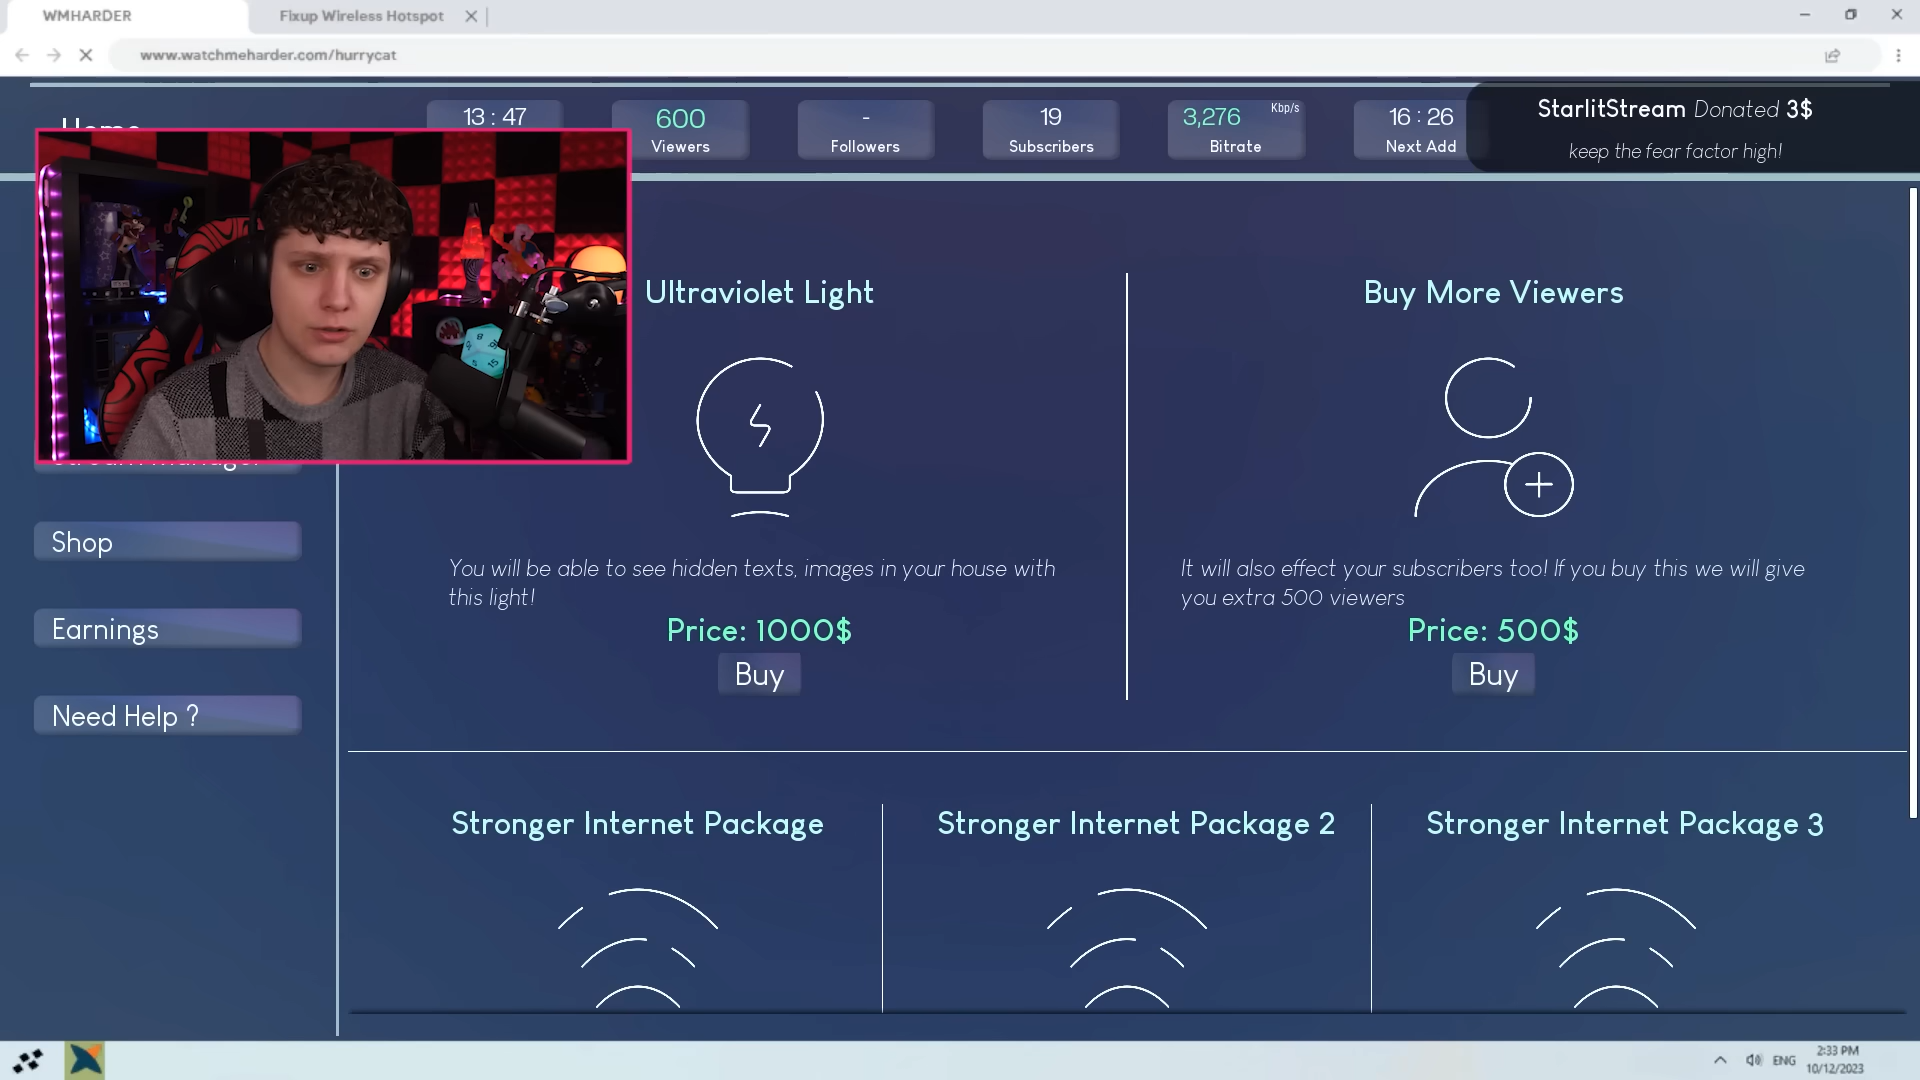 WMHARDER
Fixup Wireless Hotspot
www.watchmeharder.com/hurrycat
Home
13 : 47
600
Viewers
-
Followers
19
Subscribers
3,276 Kbp/s
Bitrate
16 : 26
Next Add
StarlitStream Donated 3$
keep the fear factor high!
Stream Manager
Shop
Earnings
Need Help ?
Ultraviolet Light
You will be able to see hidden texts, images in your house with
this light!
Price: 1000$
Buy
Buy More Viewers
It will also effect your subscribers too! If you buy this we will give
you extra 500 viewers
Price: 500$
Buy
Stronger Internet Package
Stronger Internet Package 2
Stronger Internet Package 3
ENG
2:33 PM
10/12/2023